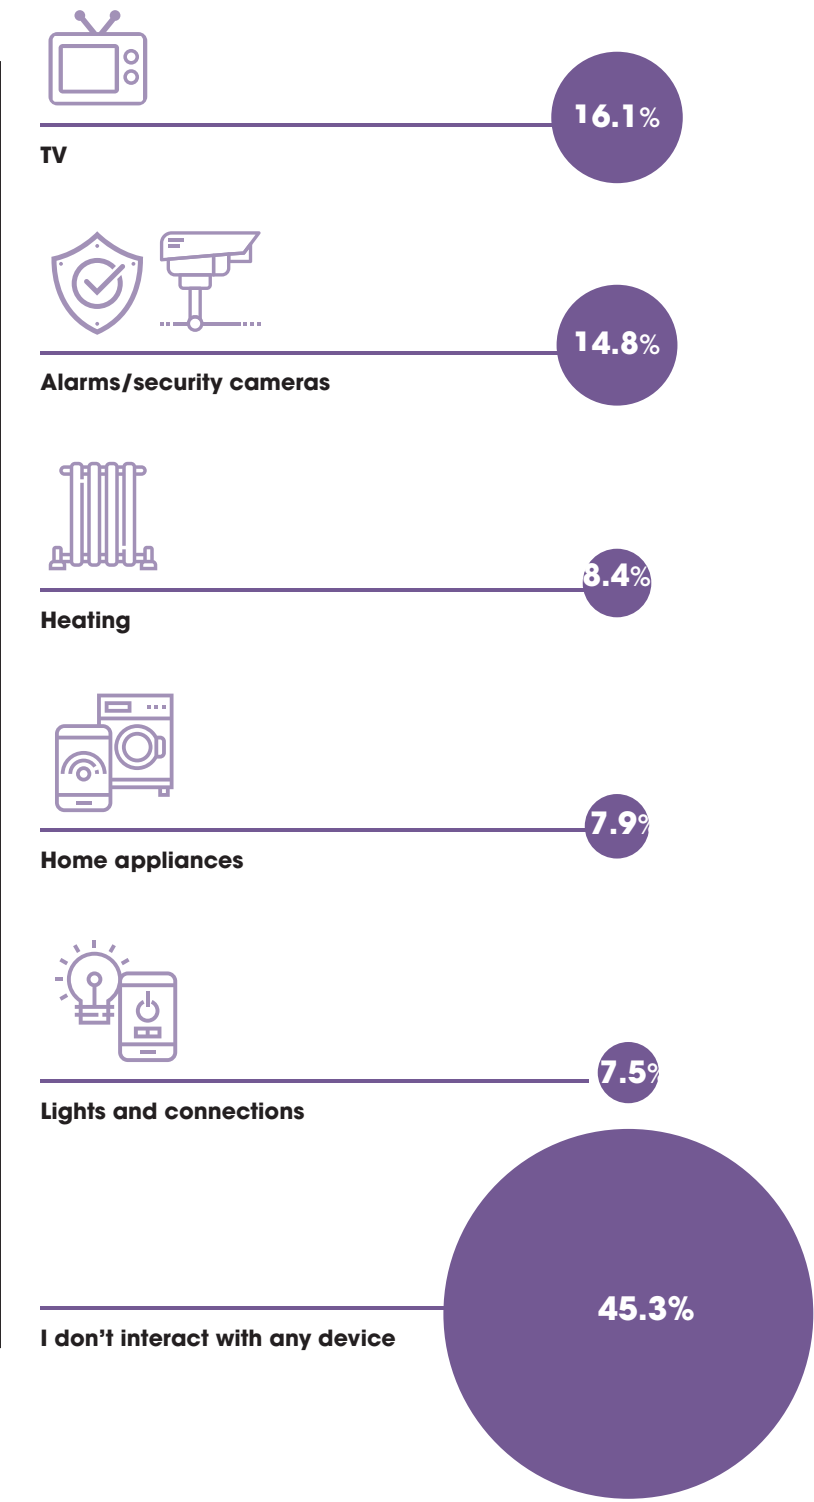 16.1%
TV
14.8%
Alarms/security cameras
8.4%
Heating
7.9%
Home appliances
7.5%
Lights and connections
45.3%
I don’t interact with any device